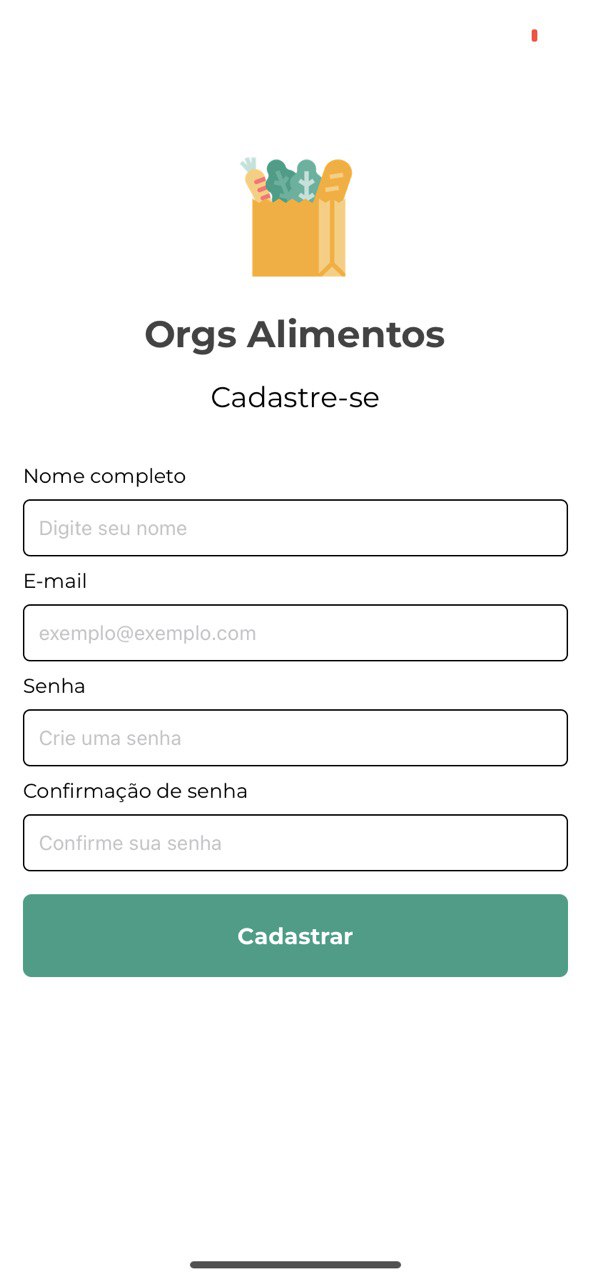 Orgs Alimentos
Cadastre-se
Nome completo
Digite seu nome
E-mail
exemplo@exemplo.com
Senha
Crie uma senha
Confirmação de senha
Confirme sua senha
Cadastrar